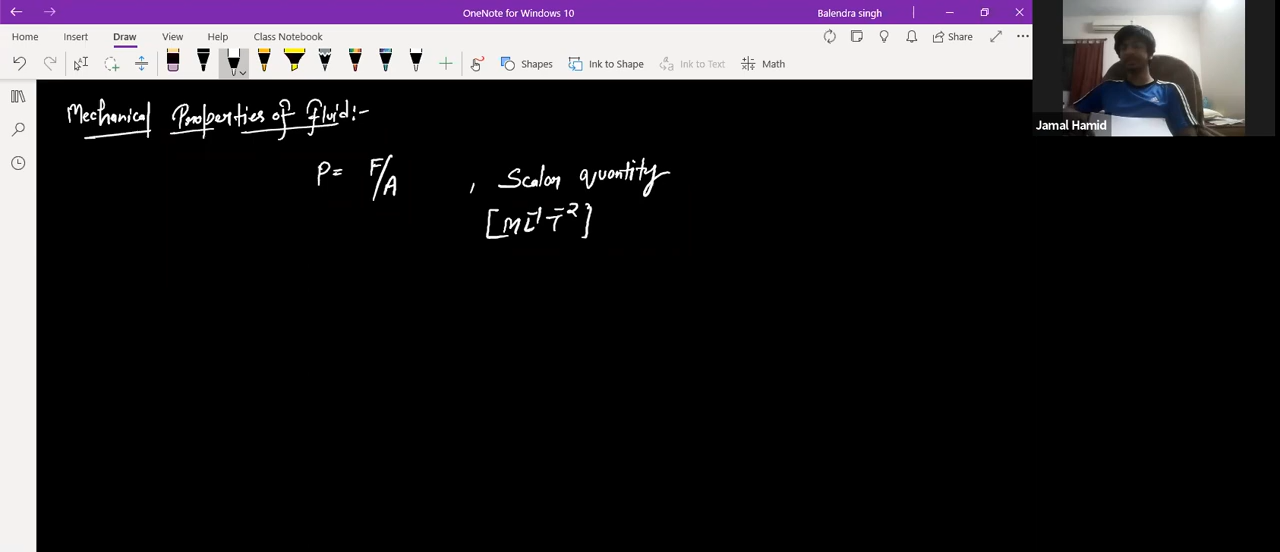 OneNote for Windows 10
Balendra singh
Home Insert Draw View Help Class Notebook
Share
Shapes Ink to Shape Ink to Text Math
Jamal Hamid
Mechanical Properties of fluid:-
P= F/A , Scalar quantity
[ML⁻¹T⁻²]